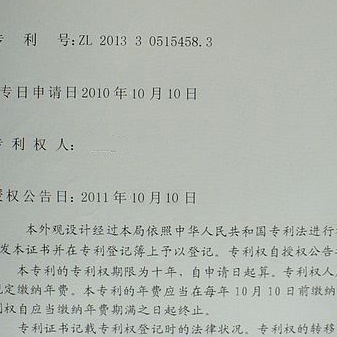 专 利 号:ZL 2013 3 0515458.3
专日申请日2010 年 10 月 10 日
专 利 权 人:
授权公告日: 2011 年 10 月 10 日
本外观设计经过本局依照中华人民共和国专利法进行
发本证书并在专利登记簿上予以登记。专利权自授权公告
本专利的专利权期限为十年,自申请日起算。专利权人
规定缴纳年费。本专利的年费应当在每年 10 月 10 日前缴纳
利权自应当缴纳年费期满之日起终止。
专利证书记载专利权登记时的法律状况。专利权的转移